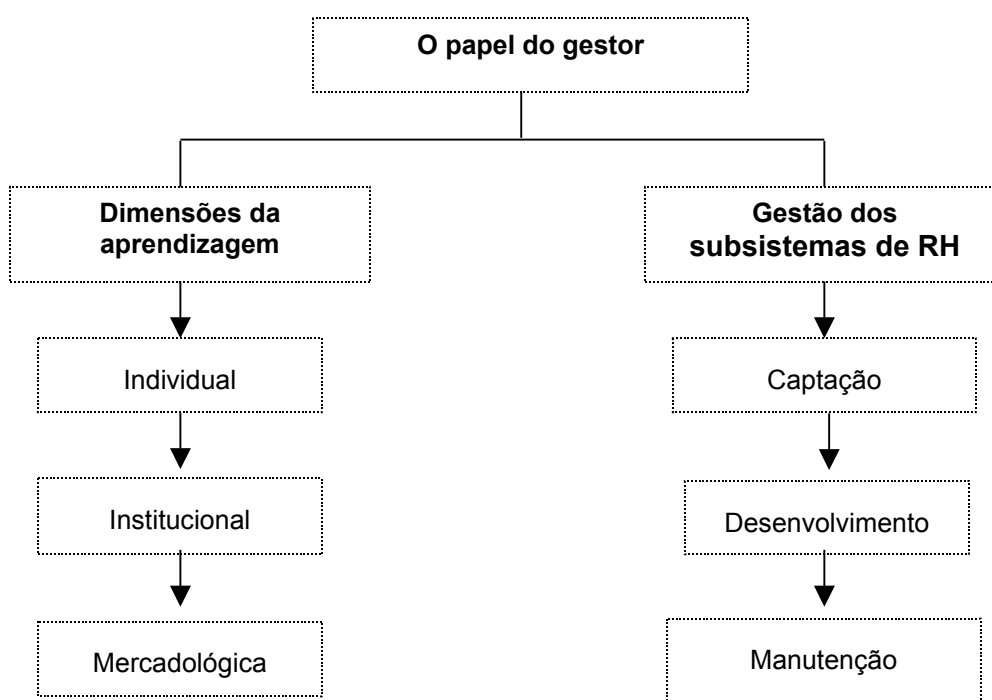 O papel do gestor
Dimensões da
aprendizagem
Gestão dos
subsistemas de RH
Individual
Captação
Institucional
Desenvolvimento
Mercadológica
Manutenção